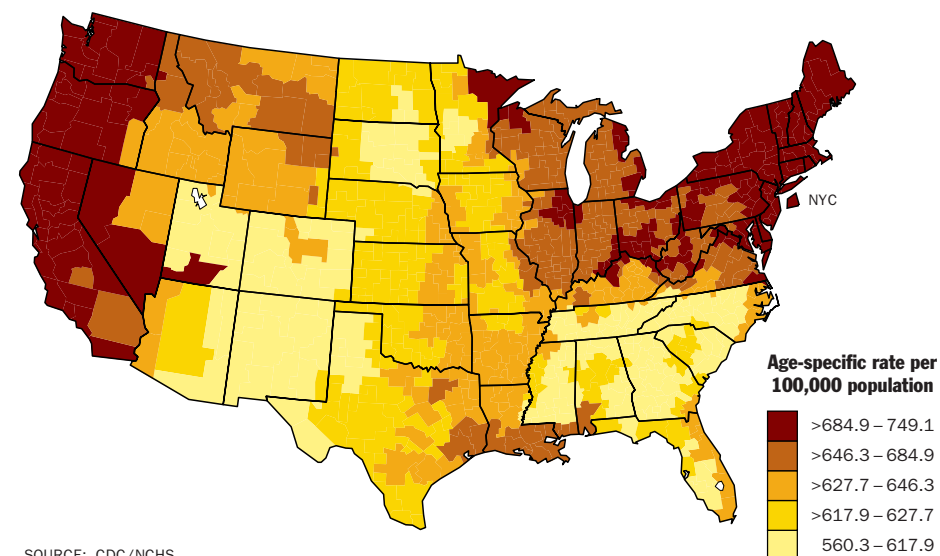 NYC
Age-specific rate per
100,000 population
>684.9 – 749.1
>646.3 – 684.9
>627.7 – 646.3
>617.9 – 627.7
560.3 – 617.9
SOURCE: CDC/NCHS